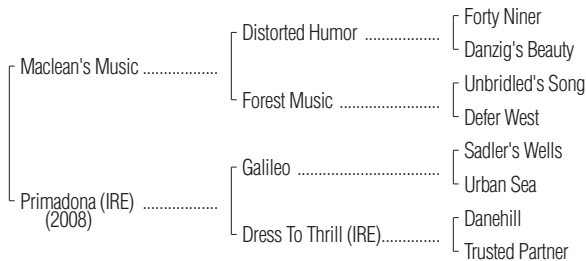 Forty Niner
Distorted Humor ..................
Danzig's Beauty
Maclean's Music ..................
Unbridled's Song
Forest Music ........................
Defer West
Sadler's Wells
Galileo ..................................
Urban Sea
Primadona (IRE) ..................
(2008)
Danehill
Dress To Thrill (IRE)..............
Trusted Partner